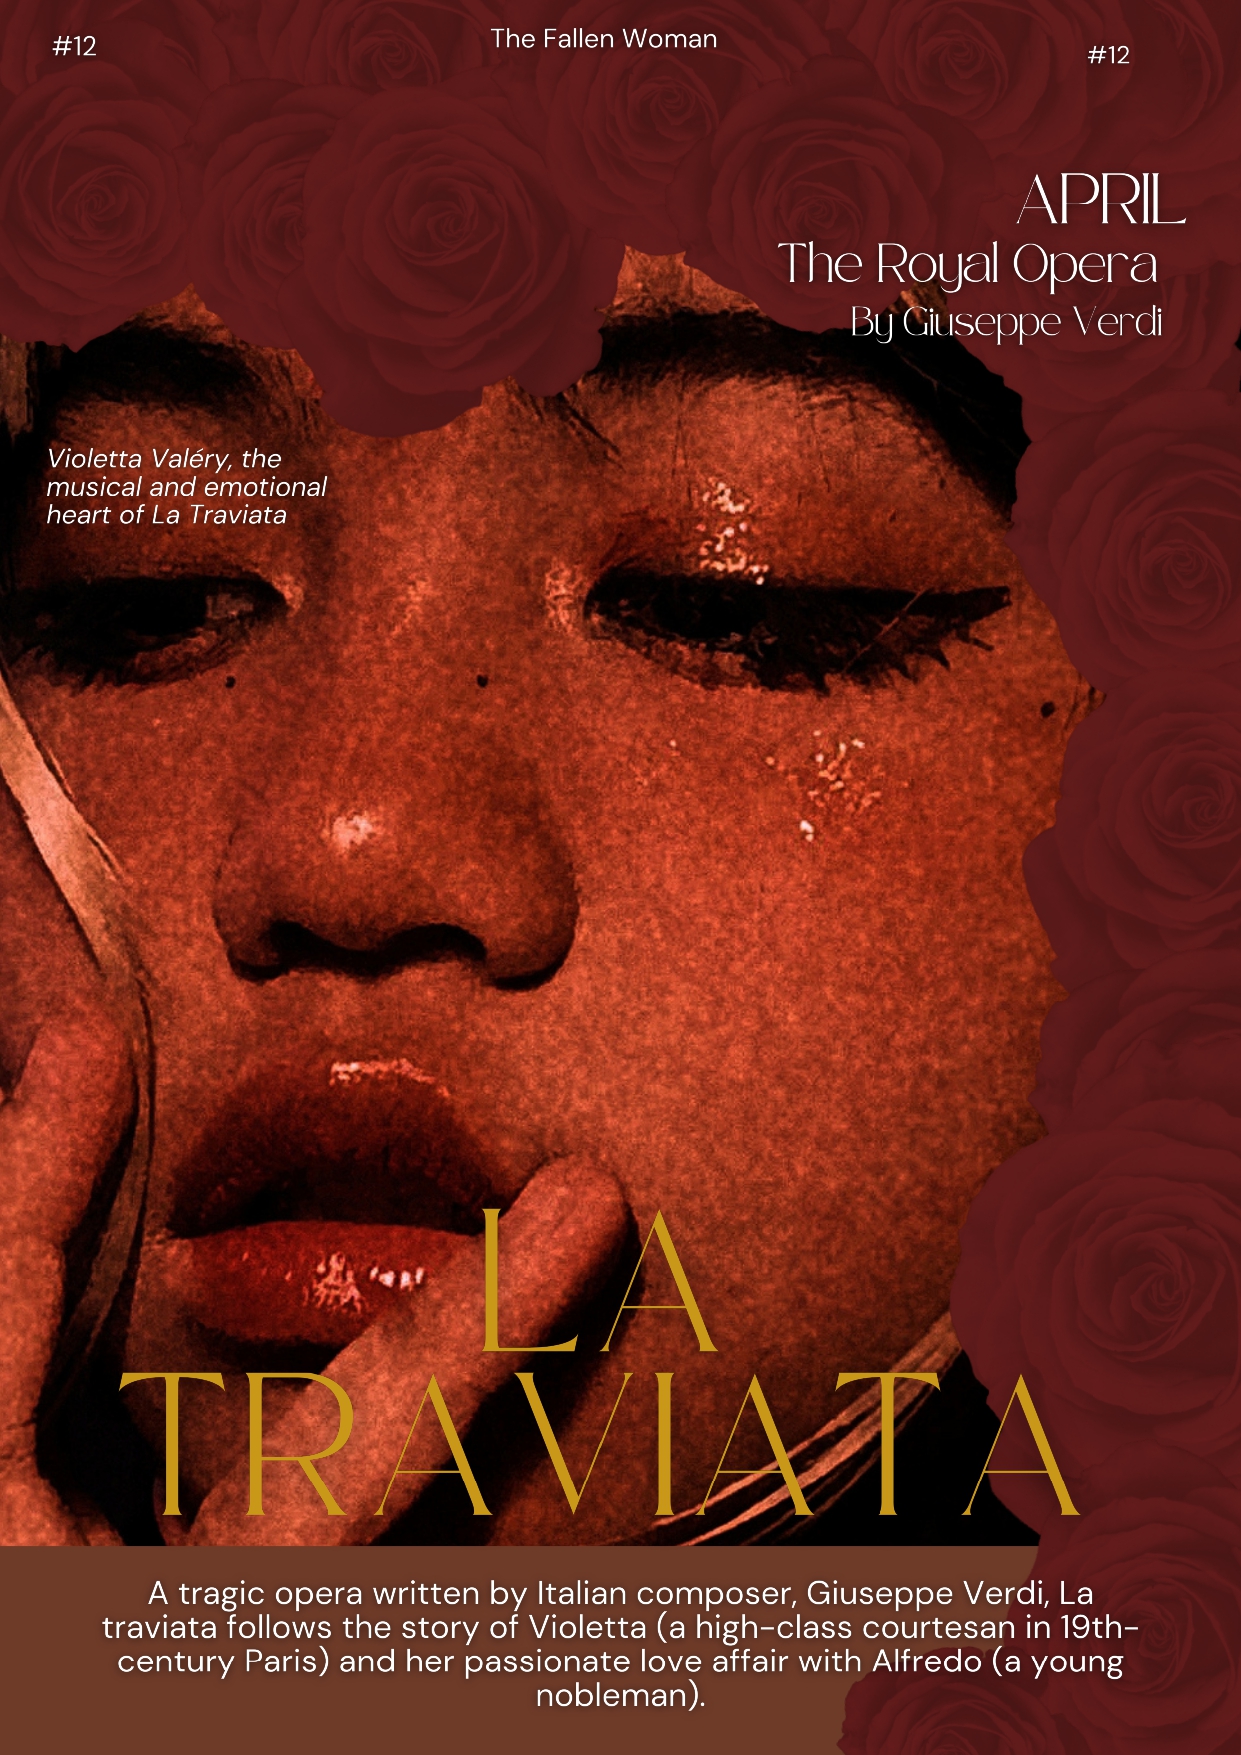 #12
The Fallen Woman
#12
APRIL
The Royal Opera
By Giuseppe Verdi
Violetta Valéry, the
musical and emotional
heart of La Traviata
LA
TRAVIATA
A tragic opera written by Italian composer, Giuseppe Verdi, La
traviata follows the story of Violetta (a high-class courtesan in 19th-
century Paris) and her passionate love affair with Alfredo (a young
nobleman).